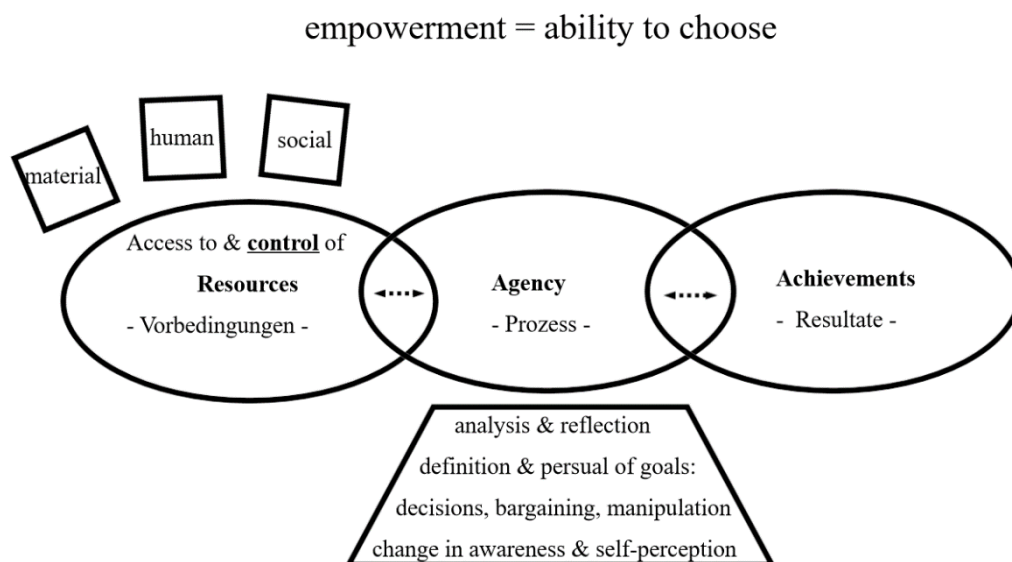 empowerment = ability to choose
material
human
social
Access to & control of
Resources
- Vorbedingungen -
Agency
- Prozess -
Achievements
- Resultate -
analysis & reflection
definition & persual of goals:
decisions, bargaining, manipulation
change in awareness & self-perception